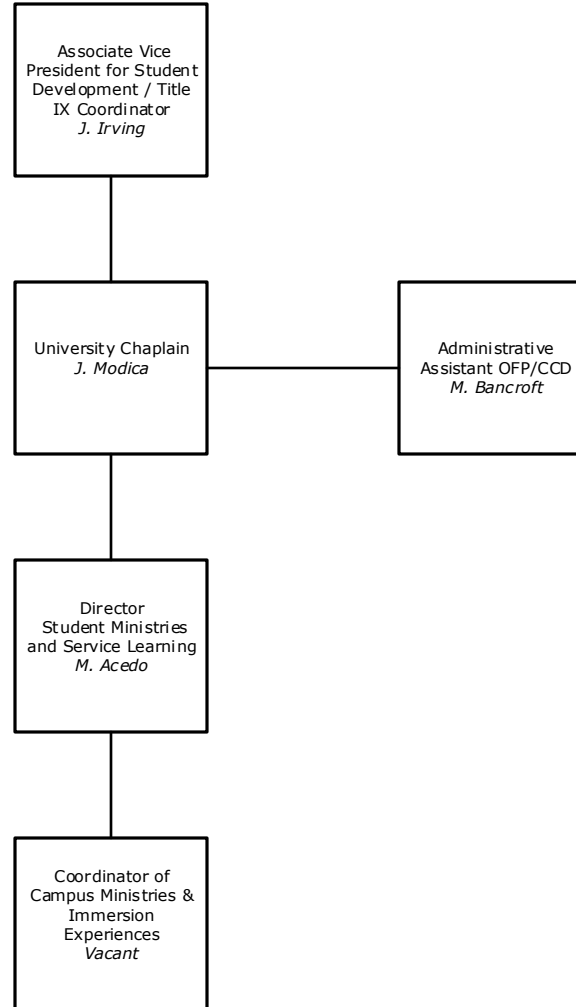 Associate Vice
President for Student
Development / Title
IX Coordinator
J. Irving
University Chaplain
J. Modica
Administrative
Assistant OFP/CCD
M. Bancroft
Director
Student Ministries
and Service Learning
M. Acedo
Coordinator of
Campus Ministries &
Immersion
Experiences
Vacant